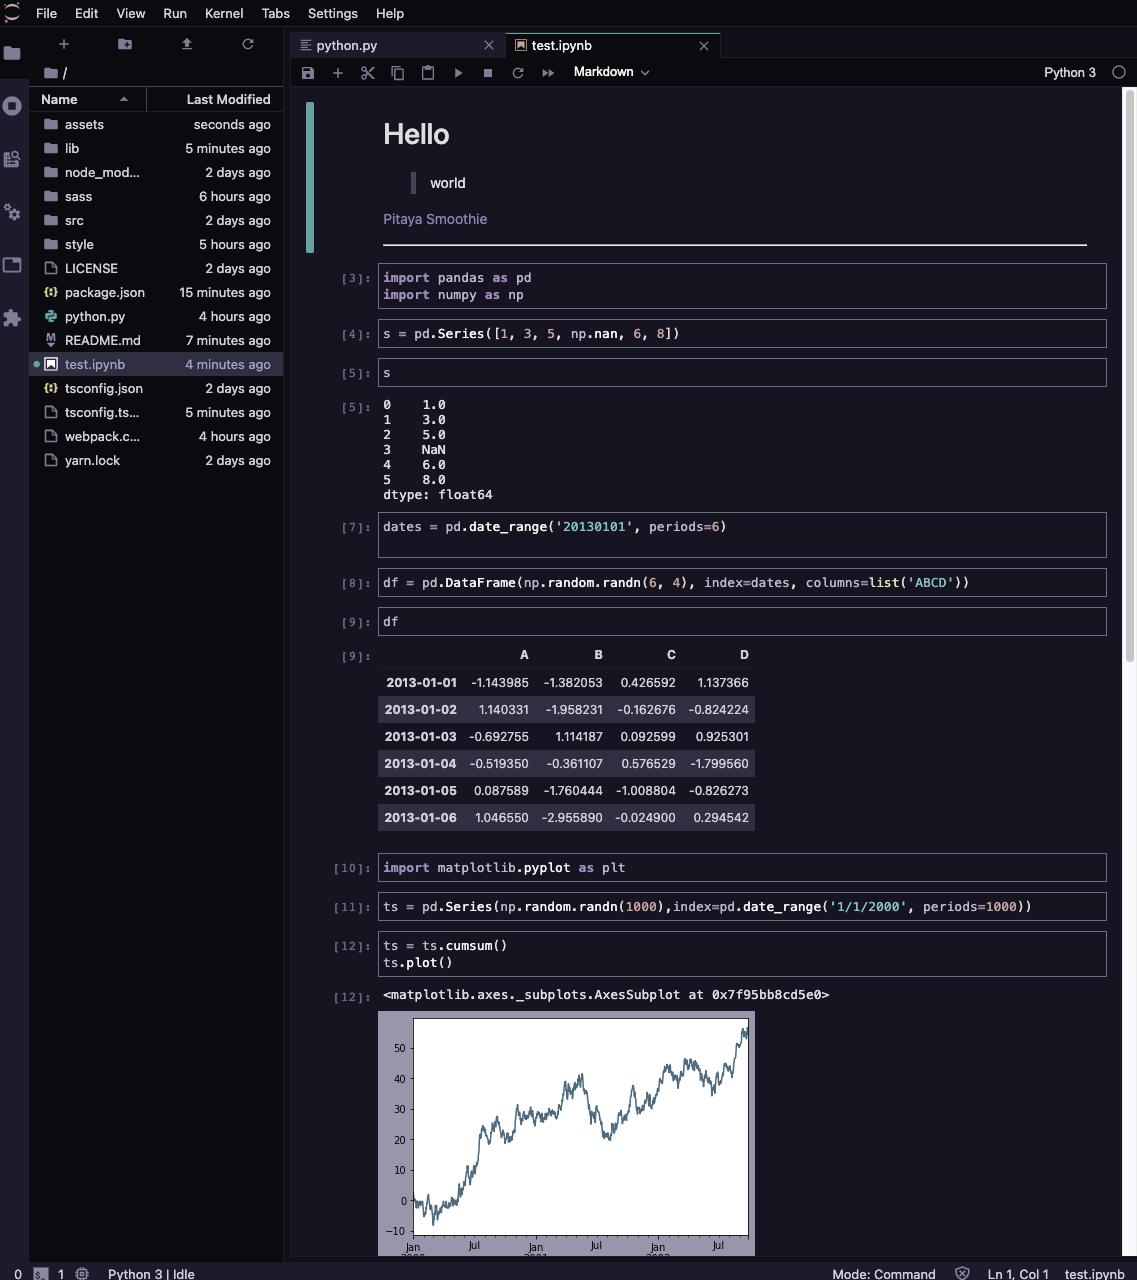 File Edit View Run Kernel Tabs Settings Help
python.py
test.ipynb
/
Markdown
Python 3
Name Last Modified
assets seconds ago
lib 5 minutes ago
node_mod... 2 days ago
sass 6 hours ago
src 2 days ago
style 5 hours ago
LICENSE 2 days ago
package.json 15 minutes ago
python.py 4 hours ago
README.md 7 minutes ago
test.ipynb 4 minutes ago
tsconfig.json 2 days ago
tsconfig.ts... 5 minutes ago
webpack.c... 4 hours ago
yarn.lock 2 days ago
Hello
world
Pitaya Smoothie
[3]: import pandas as pd
import numpy as np
[4]: s = pd.Series([1, 3, 5, np.nan, 6, 8])
[5]: s
[5]: 0 1.0
1 3.0
2 5.0
3 NaN
4 6.0
5 8.0
dtype: float64
[7]: dates = pd.date_range('20130101', periods=6)
[8]: df = pd.DataFrame(np.random.randn(6, 4), index=dates, columns=list('ABCD'))
[9]: df
[9]: A B C D
2013-01-01 -1.143985 -1.382053 0.426592 1.137366
2013-01-02 1.140331 -1.958231 -0.162676 -0.824224
2013-01-03 -0.692755 1.114187 0.092599 0.925301
2013-01-04 -0.519350 -0.361107 0.576529 -1.799560
2013-01-05 0.087589 -1.760444 -1.008804 -0.826273
2013-01-06 1.046550 -2.955890 -0.024900 0.294542
[10]: import matplotlib.pyplot as plt
[11]: ts = pd.Series(np.random.randn(1000),index=pd.date_range('1/1/2000', periods=1000))
[12]: ts = ts.cumsum()
ts.plot()
[12]: <matplotlib.axes._subplots.AxesSubplot at 0x7f95bb8cd5e0>
50
40
30
20
10
0
−10
Jan Jul Jan Jul Jan Jul
0 1 Python 3 | Idle Mode: Command Ln 1, Col 1 test.ipynb